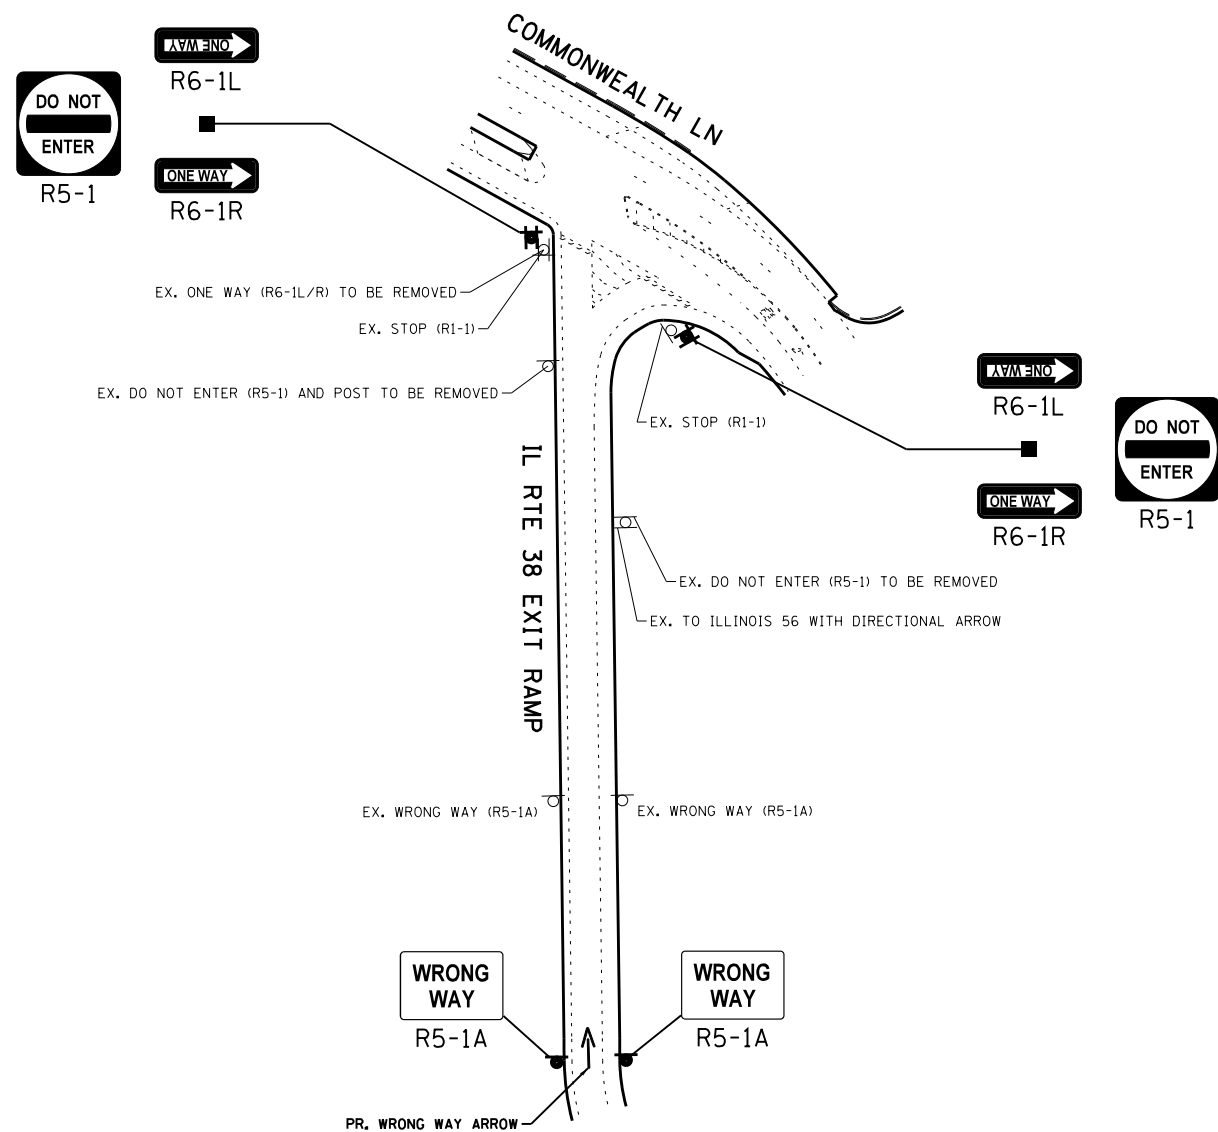 COMMONWEALTH LN
ONE WAY
R6-1L
DO NOT
ENTER
R5-1
ONE WAY
R6-1R
EX. ONE WAY (R6-1L/R) TO BE REMOVED
EX. STOP (R1-1)
EX. DO NOT ENTER (R5-1) AND POST TO BE REMOVED
ONE WAY
R6-1L
DO NOT
ENTER
R5-1
ONE WAY
R6-1R
EX. STOP (R1-1)
IL RTE 38 EXIT RAMP
EX. DO NOT ENTER (R5-1) TO BE REMOVED
EX. TO ILLINOIS 56 WITH DIRECTIONAL ARROW
EX. WRONG WAY (R5-1A)
EX. WRONG WAY (R5-1A)
WRONG
WAY
R5-1A
WRONG
WAY
R5-1A
PR. WRONG WAY ARROW